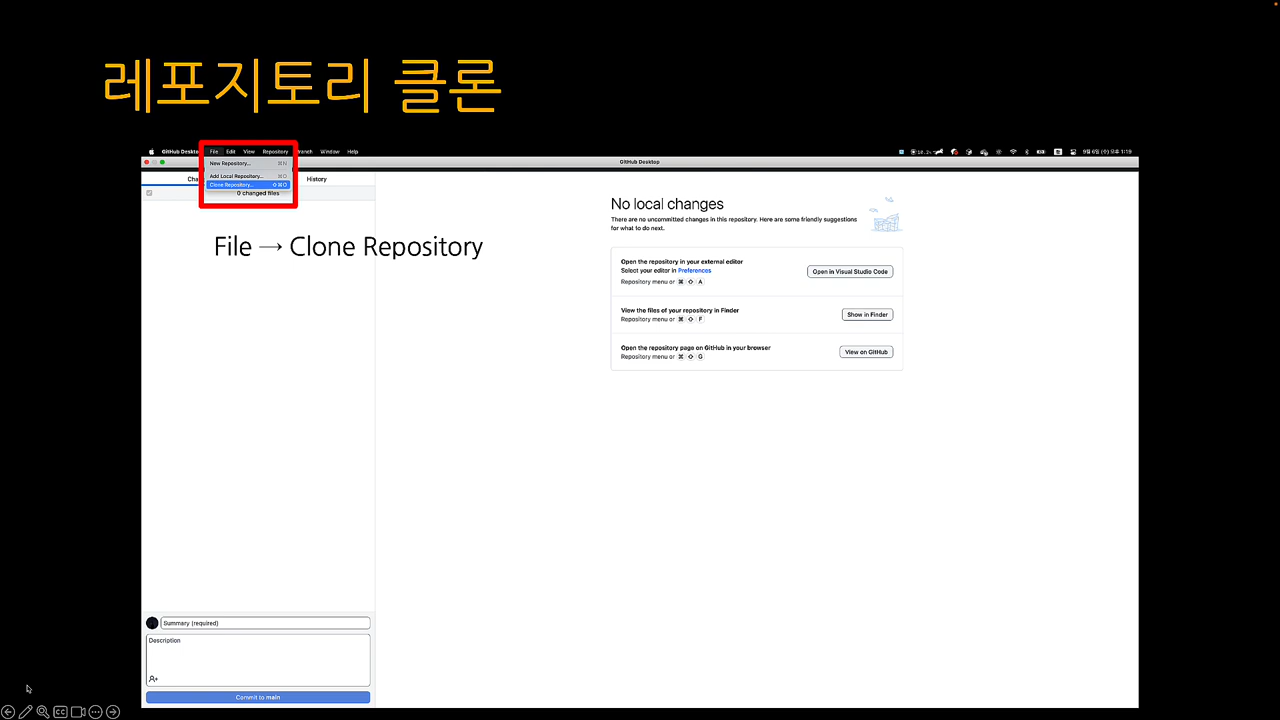 레포지토리 클론
GitHub Desktop File Edit View Repository Branch Window Help
GitHub Desktop
New Repository... ⌘N
Add Local Repository... ⌘O
Clone Repository... ⇧⌘O
History
0 changed files
File → Clone Repository
No local changes
There are no uncommitted changes in this repository. Here are some friendly suggestions
for what to do next.
Open the repository in your external editor
Select your editor in Preferences
Repository menu or ⌘ ⇧ A
Open in Visual Studio Code
View the files of your repository in Finder
Repository menu or ⌘ ⇧ F
Show in Finder
Open the repository page on GitHub in your browser
Repository menu or ⌘ ⇧ G
View on GitHub
Summary (required)
Description
Commit to main